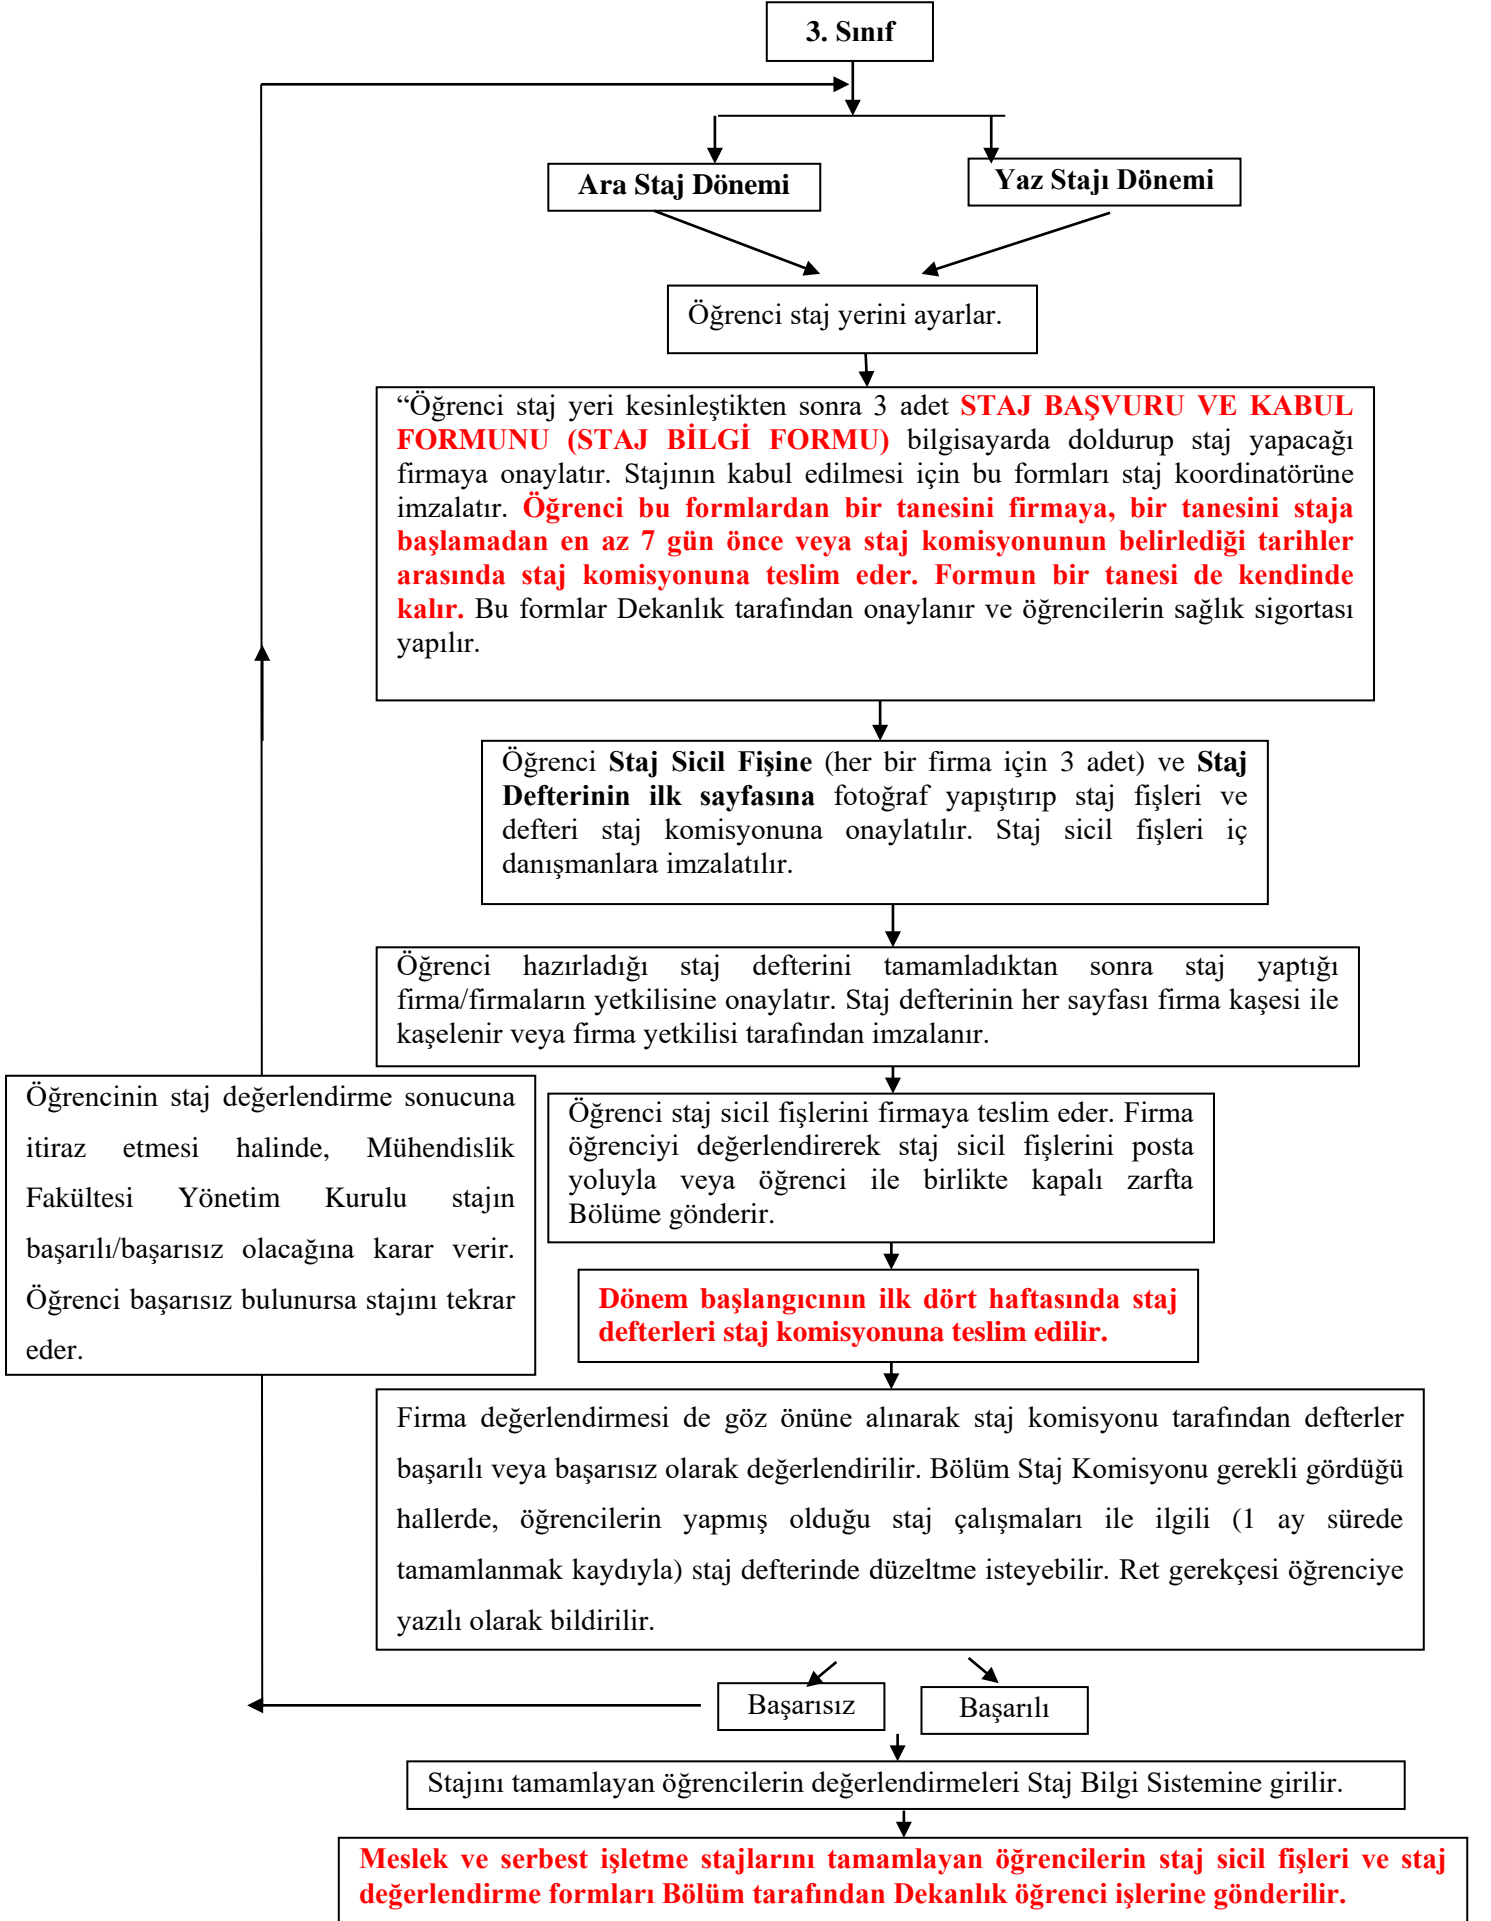 3. Sınıf
Ara Staj Dönemi
Yaz Stajı Dönemi
Öğrenci staj yerini ayarlar.
“Öğrenci staj yeri kesinleştikten sonra 3 adet STAJ BAŞVURU VE KABUL
FORMUNU (STAJ BİLGİ FORMU) bilgisayarda doldurup staj yapacağı
firmaya onaylatır. Stajının kabul edilmesi için bu formları staj koordinatörüne
imzalatır. Öğrenci bu formlardan bir tanesini firmaya, bir tanesini staja
başlamadan en az 7 gün önce veya staj komisyonunun belirlediği tarihler
arasında staj komisyonuna teslim eder. Formun bir tanesi de kendinde
kalır. Bu formlar Dekanlık tarafından onaylanır ve öğrencilerin sağlık sigortası
yapılır.
Öğrenci Staj Sicil Fişine (her bir firma için 3 adet) ve Staj
Defterinin ilk sayfasına fotoğraf yapıştırıp staj fişleri ve
defteri staj komisyonuna onaylatılır. Staj sicil fişleri iç
danışmanlara imzalatılır.
Öğrenci hazırladığı staj defterini tamamladıktan sonra staj yaptığı
firma/firmaların yetkilisine onaylatır. Staj defterinin her sayfası firma kaşesi ile
kaşelenir veya firma yetkilisi tarafından imzalanır.
Öğrencinin staj değerlendirme sonucuna
itiraz etmesi halinde, Mühendislik
Fakültesi Yönetim Kurulu stajın
başarılı/başarısız olacağına karar verir.
Öğrenci başarısız bulunursa stajını tekrar
eder.
Öğrenci staj sicil fişlerini firmaya teslim eder. Firma
öğrenciyi değerlendirerek staj sicil fişlerini posta
yoluyla veya öğrenci ile birlikte kapalı zarfta
Bölüme gönderir.
Dönem başlangıcının ilk dört haftasında staj
defterleri staj komisyonuna teslim edilir.
Firma değerlendirmesi de göz önüne alınarak staj komisyonu tarafından defterler
başarılı veya başarısız olarak değerlendirilir. Bölüm Staj Komisyonu gerekli gördüğü
hallerde, öğrencilerin yapmış olduğu staj çalışmaları ile ilgili (1 ay sürede
tamamlanmak kaydıyla) staj defterinde düzeltme isteyebilir. Ret gerekçesi öğrenciye
yazılı olarak bildirilir.
Başarısız
Başarılı
Stajını tamamlayan öğrencilerin değerlendirmeleri Staj Bilgi Sistemine girilir.
Meslek ve serbest işletme stajlarını tamamlayan öğrencilerin staj sicil fişleri ve staj
değerlendirme formları Bölüm tarafından Dekanlık öğrenci işlerine gönderilir.